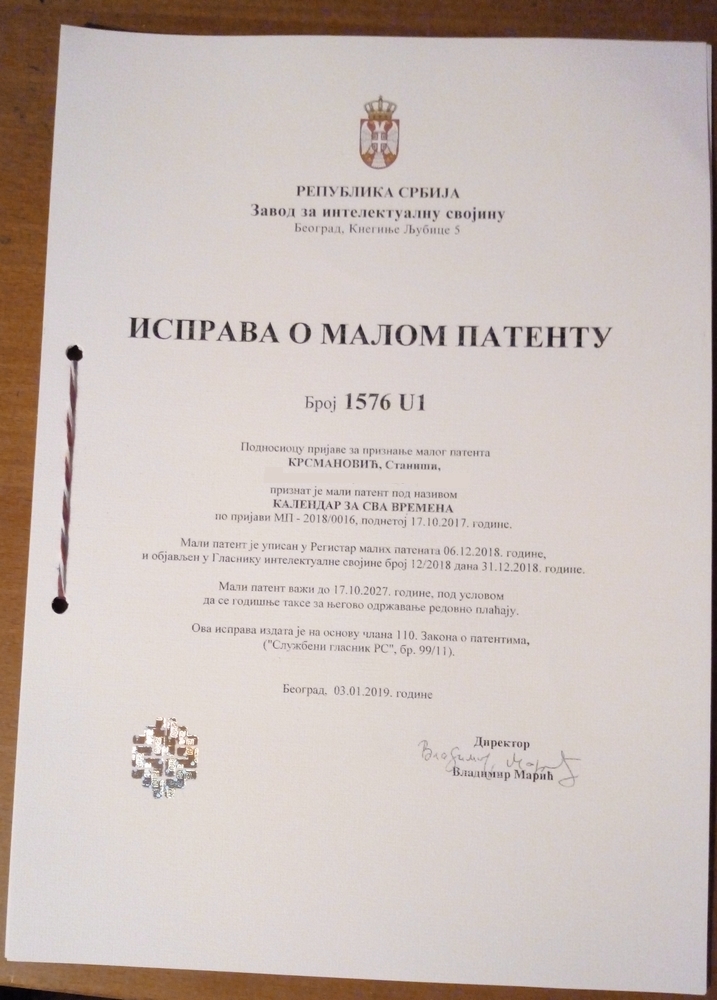 РЕПУБЛИКА СРБИЈА
Завод за интелектуалну својину
Београд, Кнегиње Љубице 5
ИСПРАВА О МАЛОМ ПАТЕНТУ
Број 1576 U1
Подносиоцу пријаве за признање малог патента
КРСМАНОВИЋ, Станиши,
признат је мали патент под називом
КАЛЕНДАР ЗА СВА ВРЕМЕНА
по пријави МП - 2018/0016, поднетој 17.10.2017. године.
Мали патент је уписан у Регистар малих патената 06.12.2018. године,
и објављен у Гласнику интелектуалне својине број 12/2018 дана 31.12.2018. године.
Мали патент важи до 17.10.2027. године, под условом
да се годишње таксе за његово одржавање редовно плаћају.
Ова исправа издата је на основу члана 110. Закона о патентима,
("Службени гласник РС", бр. 99/11).
Београд, 03.01.2019. године
Директор
Владимир Марић
Владимир Марић